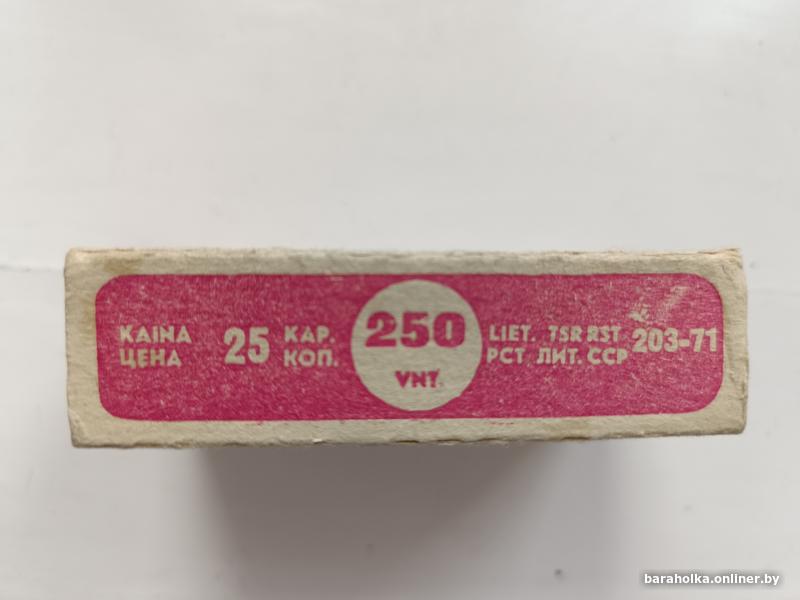 KAINA 25 KAP. 250 LIET. TSR RST 203-71
ЦЕНА КОП. VNT. РСТ ЛИТ. ССР
baraholka.onliner.by